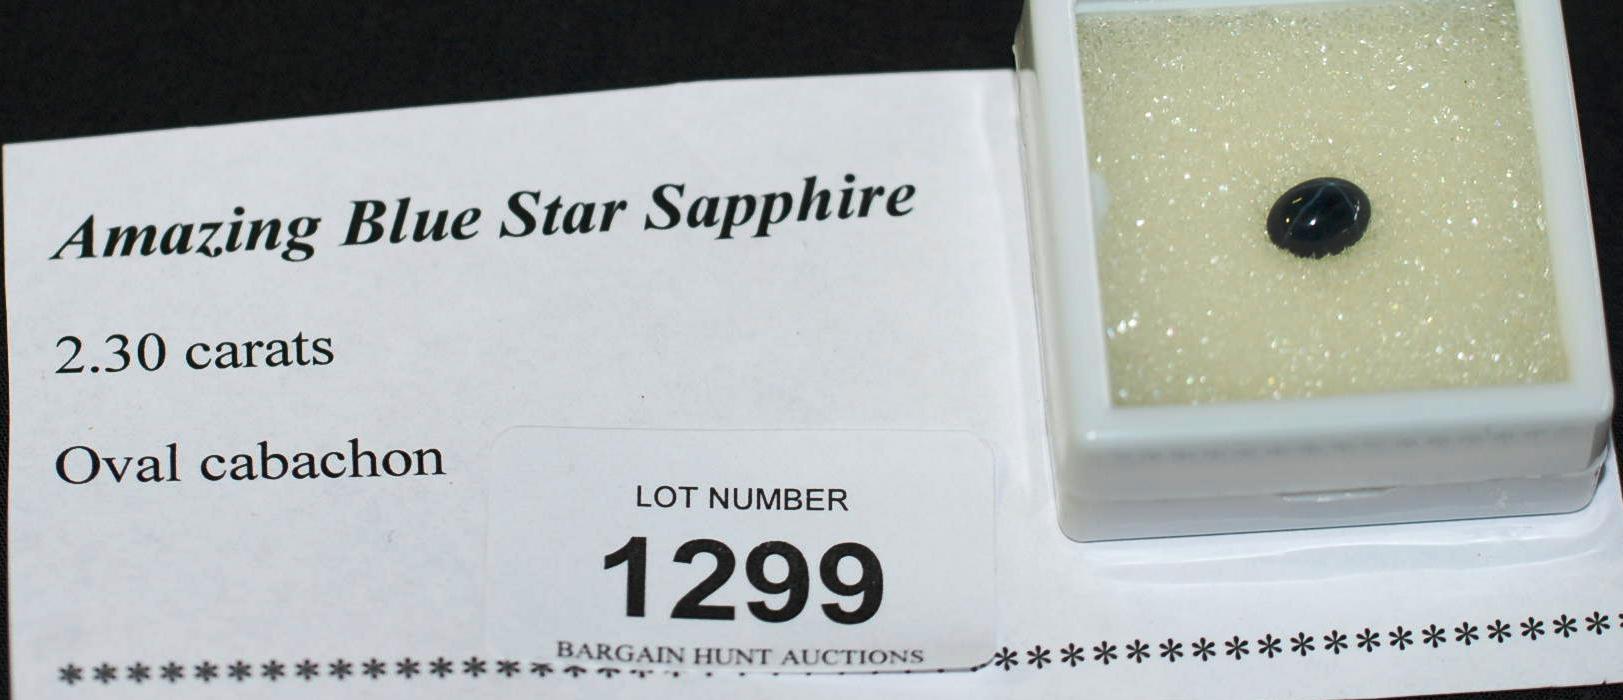 Amazing Blue Star Sapphire
2.30 carats
Oval cabachon
LOT NUMBER
1299
BARGAIN HUNT AUCTIONS